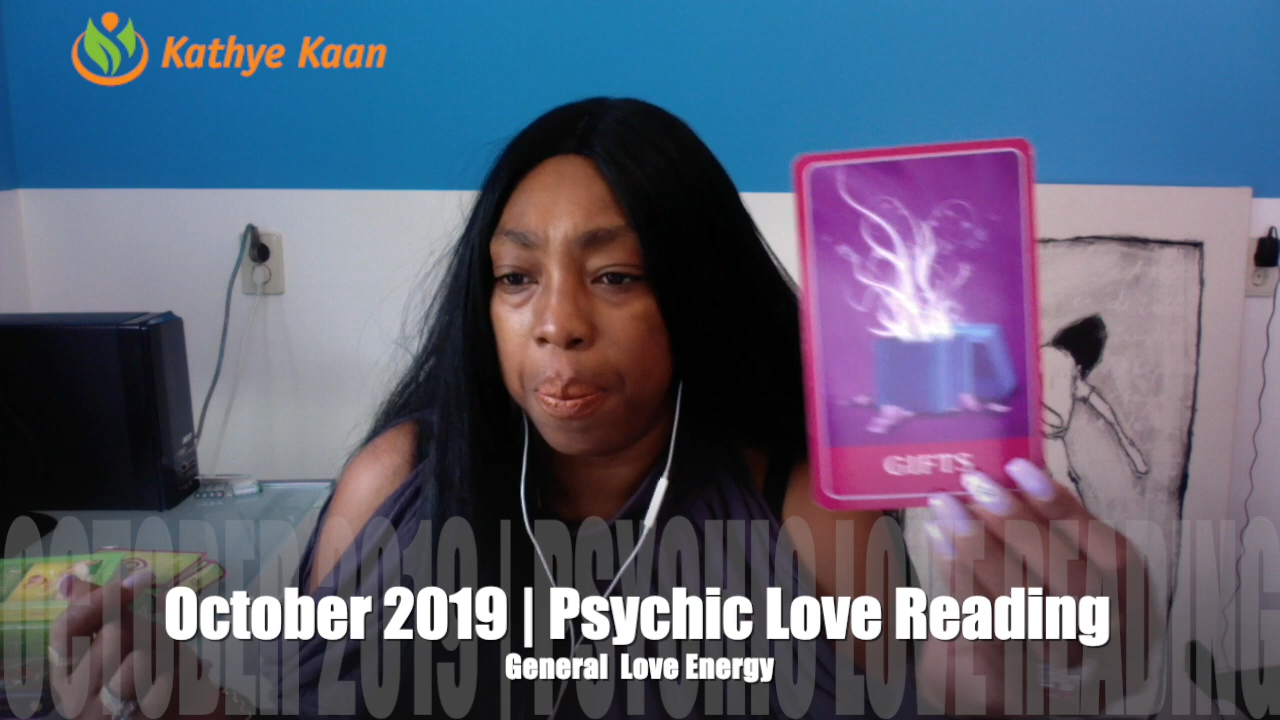 Kathye Kaan
GIFTS
OCTOBER 2019 | PSYCHIC LOVE READING
October 2019 | Psychic Love Reading
General Love Energy